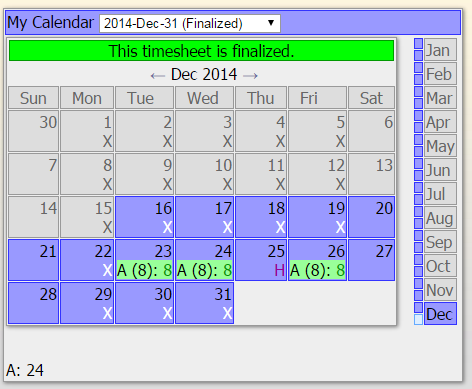 My Calendar 2014-Dec-31 (Finalized)
This timesheet is finalized.
← Dec 2014 →
Sun Mon Tue Wed Thu Fri Sat
30 1 2 3 4 5 6
X X X X X
7 8 9 10 11 12 13
X X X X X
14 15 16 17 18 19 20
X X X X X
21 22 23 24 25 26 27
X A (8): 8 A (8): 8 H A (8): 8
28 29 30 31
X X X
A: 24
Jan
Feb
Mar
Apr
May
Jun
Jul
Aug
Sep
Oct
Nov
Dec